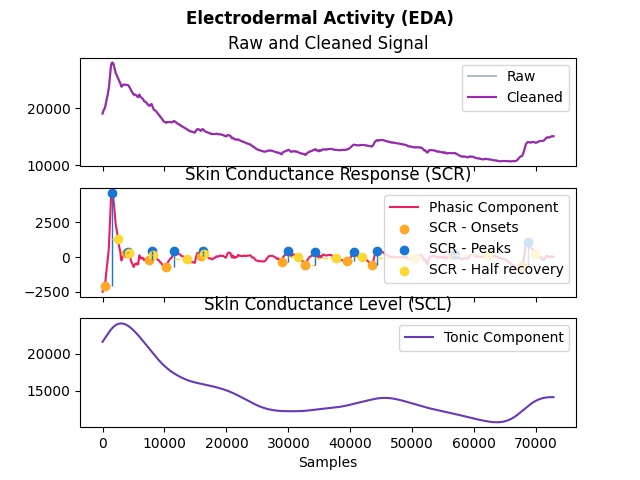 Electrodermal Activity (EDA)
Raw and Cleaned Signal
Raw
Cleaned
20000
10000
Skin Conductance Response (SCR)
Phasic Component
SCR - Onsets
SCR - Peaks
SCR - Half recovery
2500
0
−2500
Skin Conductance Level (SCL)
Tonic Component
20000
15000
0 10000 20000 30000 40000 50000 60000 70000
Samples